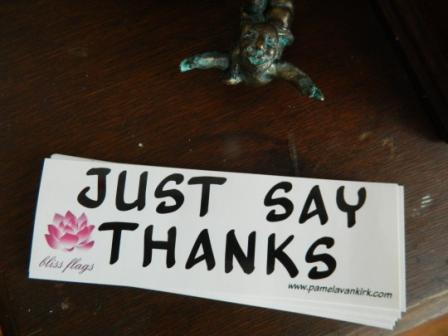 JUST SAY
THANKS
bliss flags
www.pamelavankirk.com